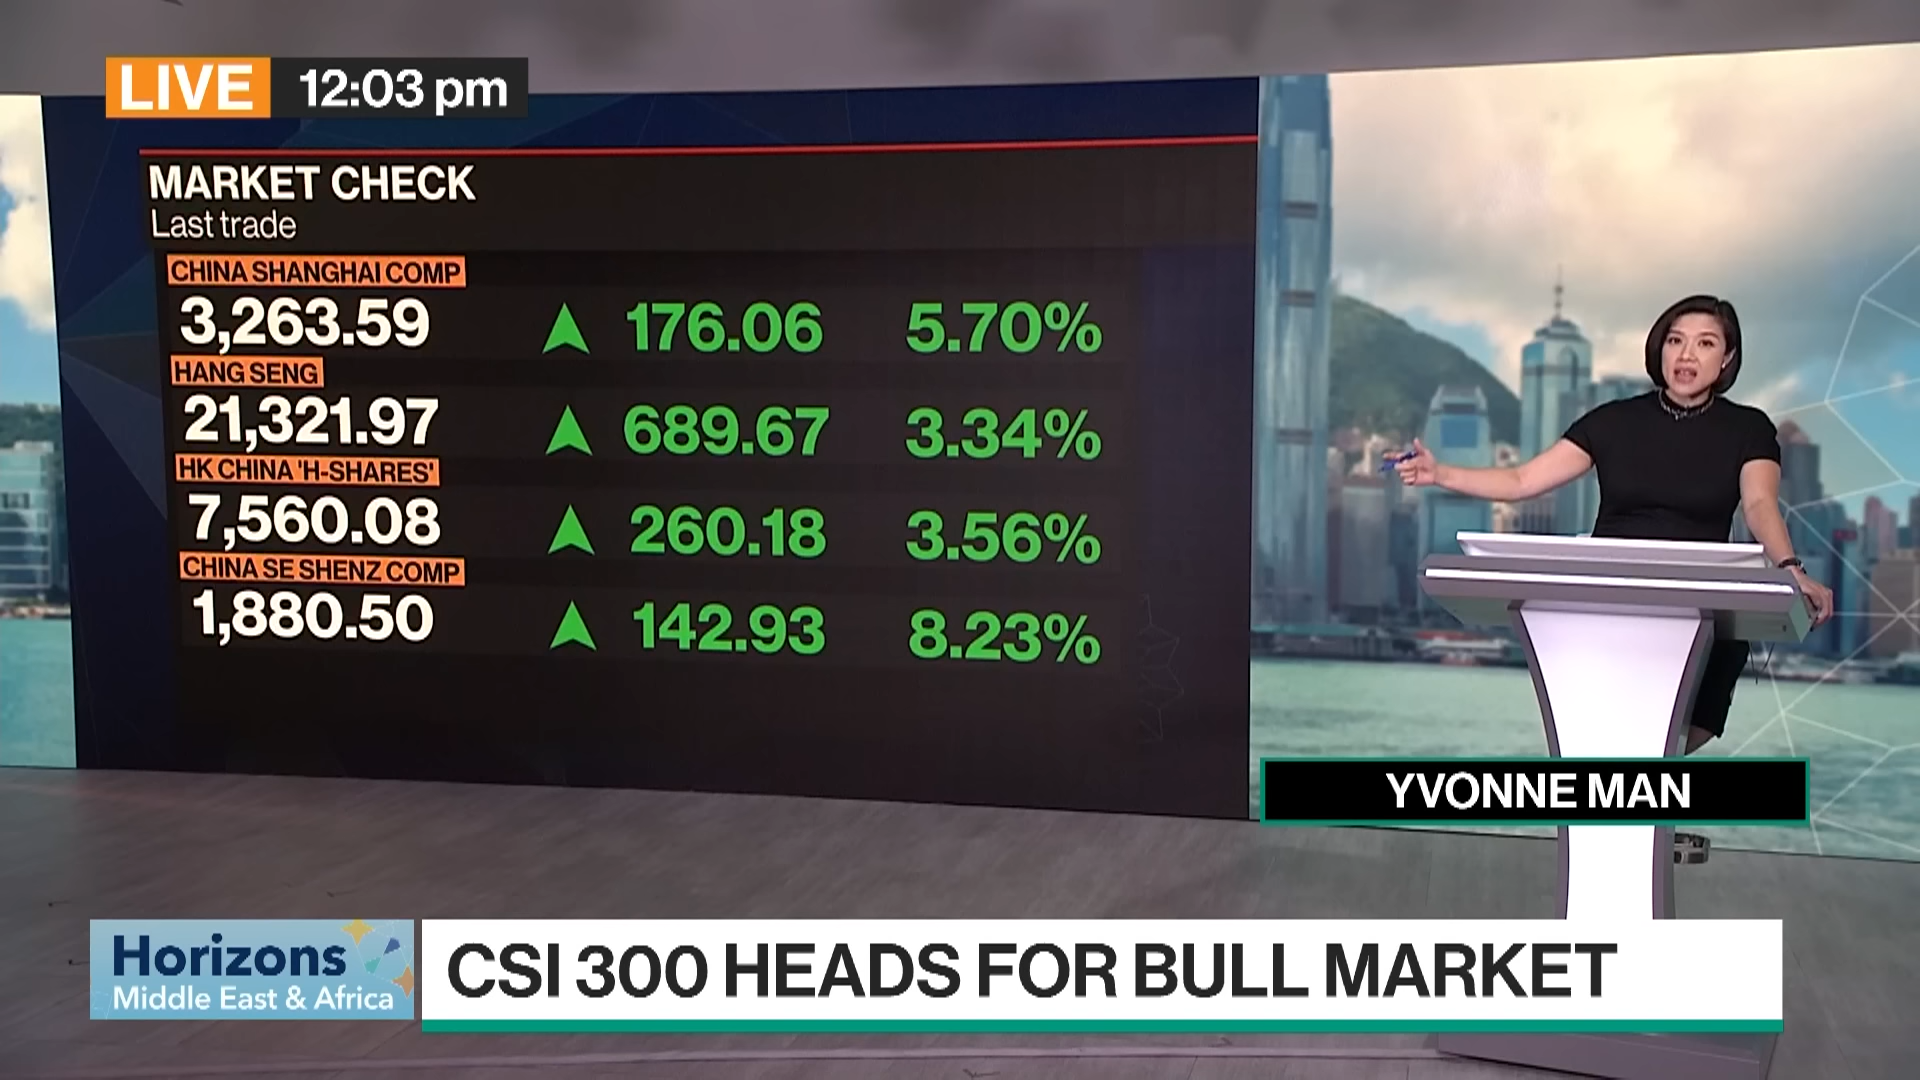 LIVE 12:03 pm
MARKET CHECK
Last trade
CHINA SHANGHAI COMP
3,263.59 176.06 5.70%
HANG SENG
21,321.97 689.67 3.34%
HK CHINA 'H-SHARES'
7,560.08 260.18 3.56%
CHINA SE SHENZ COMP
1,880.50 142.93 8.23%
YVONNE MAN
Horizons
Middle East & Africa
CSI 300 HEADS FOR BULL MARKET